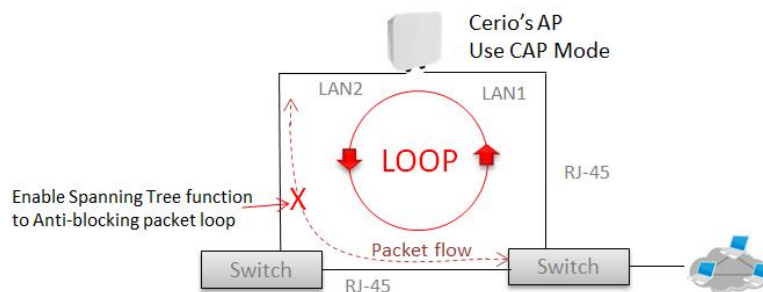 Cerio's AP
Use CAP Mode
LAN2
LAN1
LOOP
RJ-45
Enable Spanning Tree function
to Anti-blocking packet loop
X
Packet flow
Switch
Switch
RJ-45